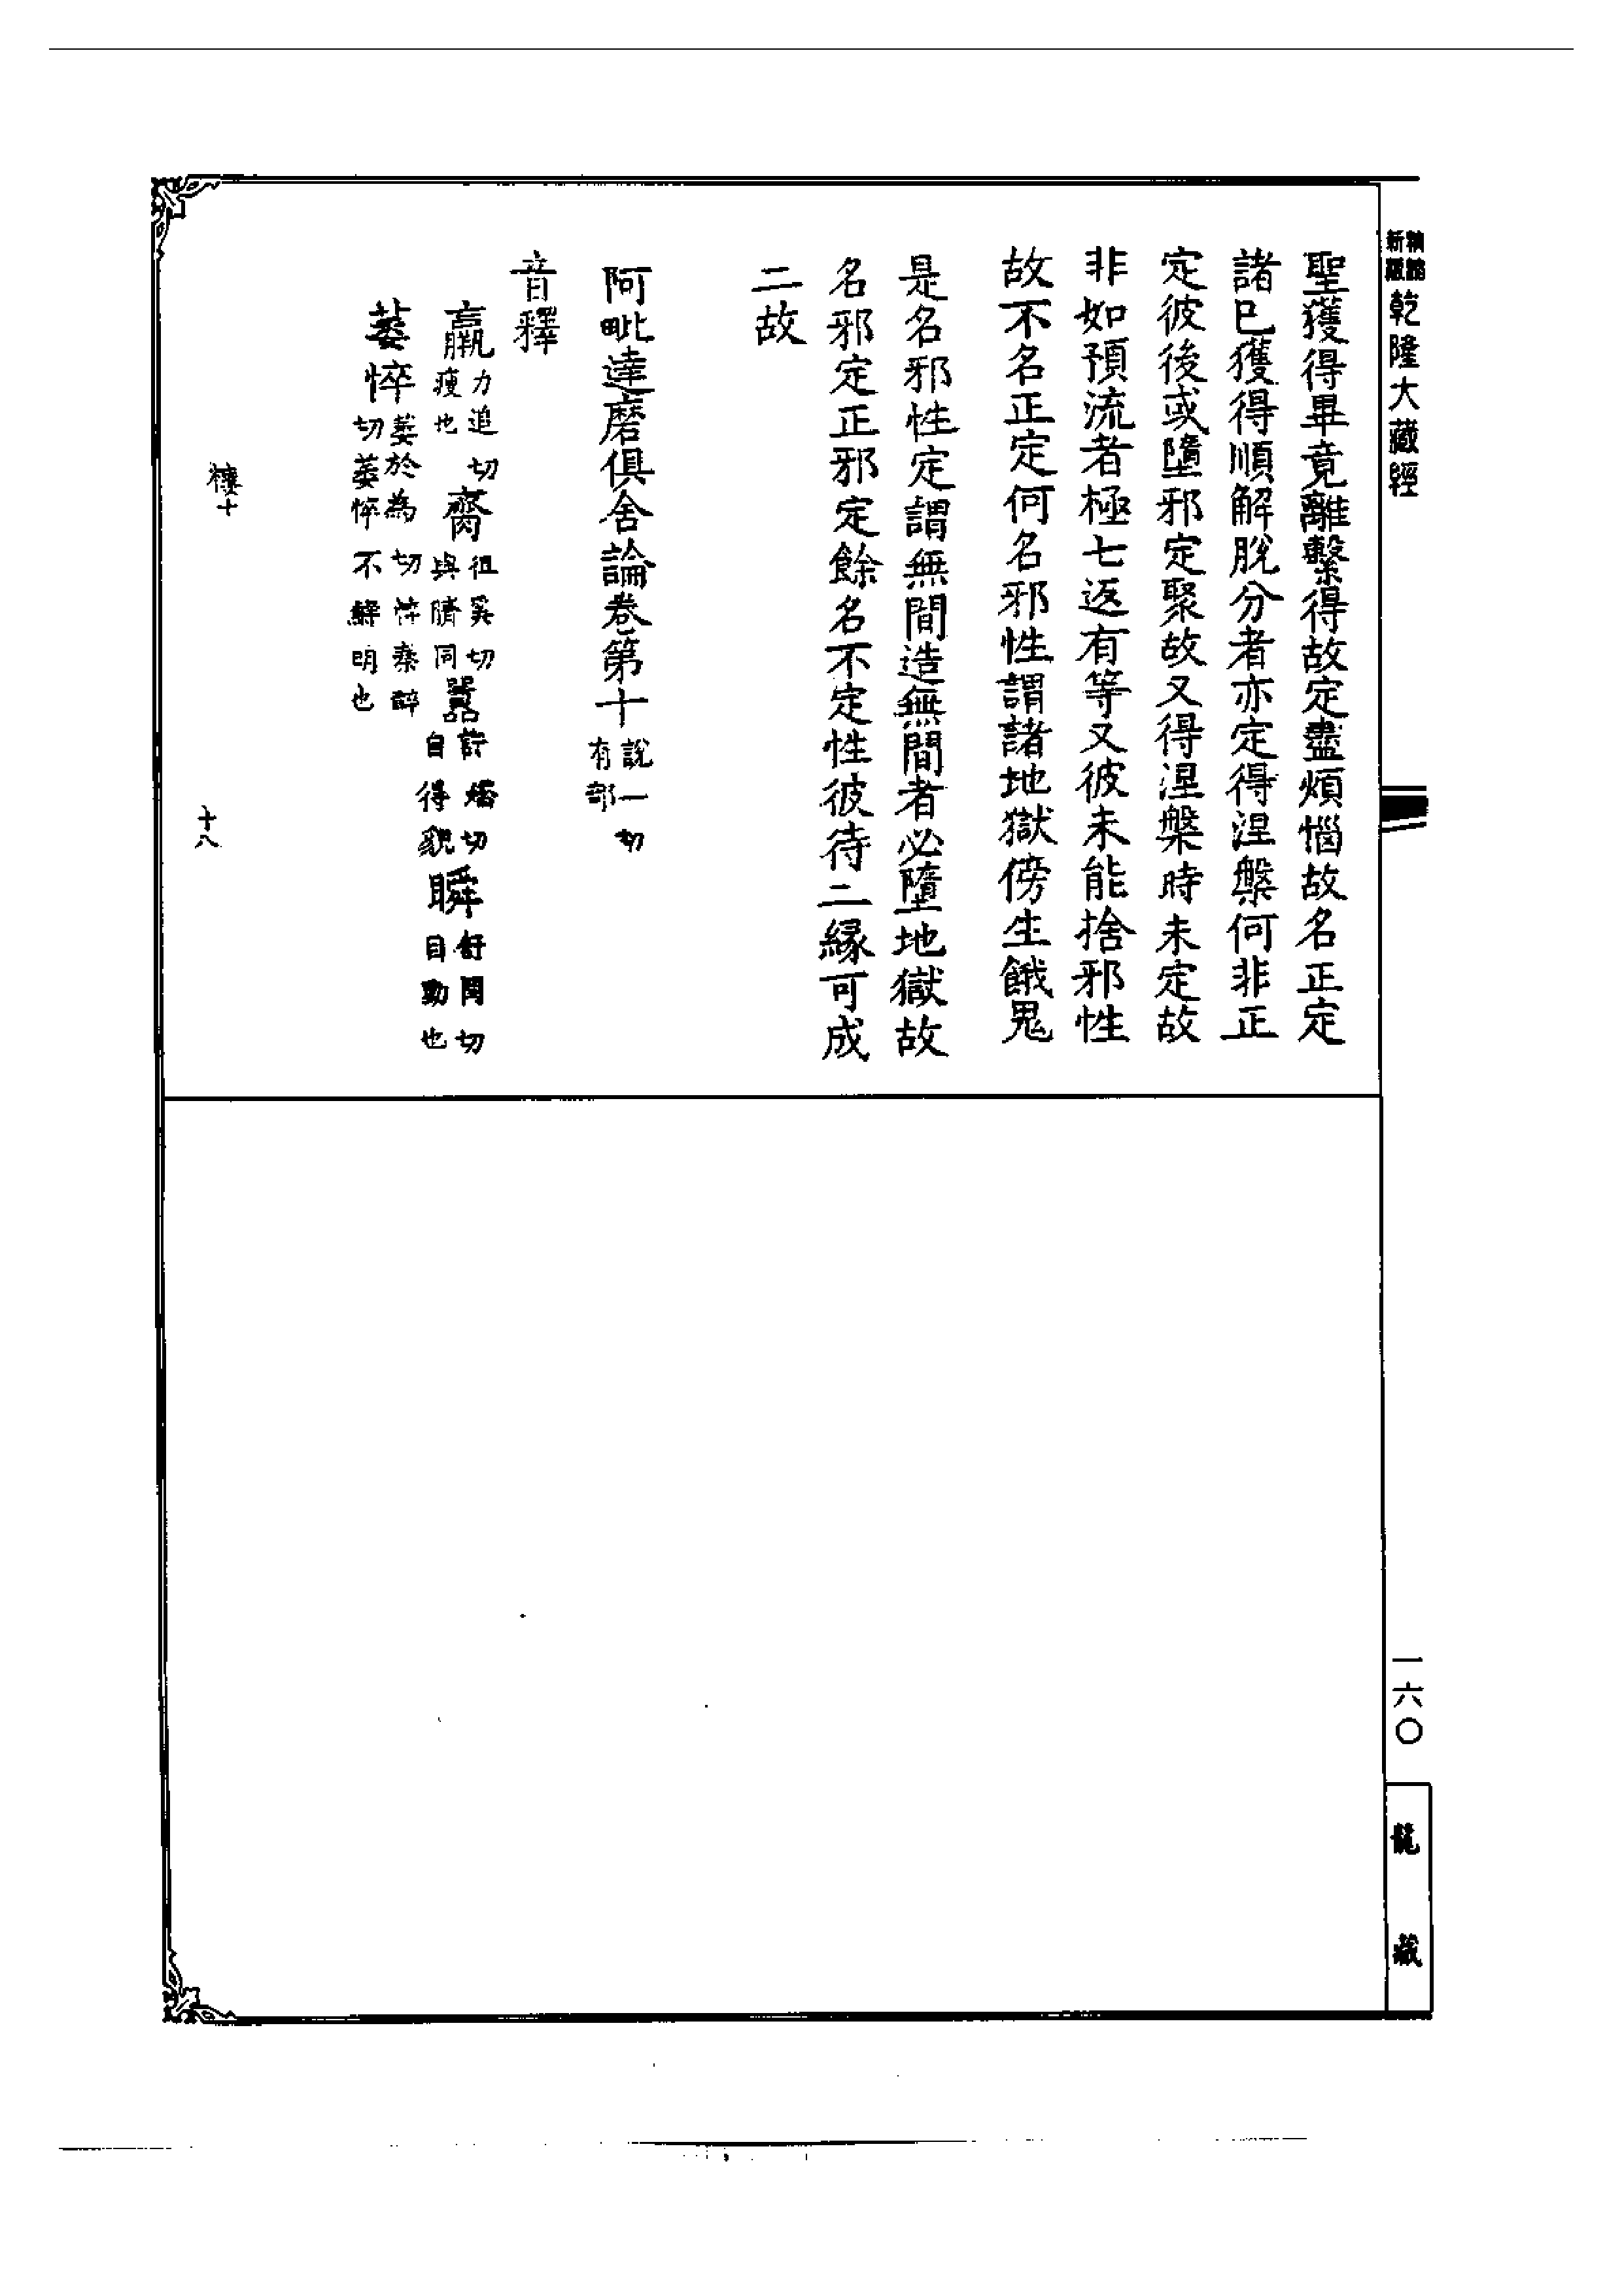 新編縮版
乾隆大藏經
一六〇
龍藏
聖獲得畢竟離繫得故定盡煩惱故名正定
諸已獲得順解脫分者亦定得涅槃何非正
定彼後或墮邪定聚故又得涅槃時未定故
非如預流者極七返有等又彼未能捨邪性
故不名正定何名邪性謂諸地獄傍生餓鬼
是名邪性定謂無間造無間者必墮地獄故
名邪定正邪定餘名不定性彼待二緣可成
二故
阿毗達磨俱舍論卷第十 說一切有部
音釋
羸 力追切瘦也 齎 徂奚切與臍同 囂 許嬌切自得貌 瞬 舒閏切目動也
萎悴 萎於為切悴秦醉切萎悴不鮮明也
穰十
十八